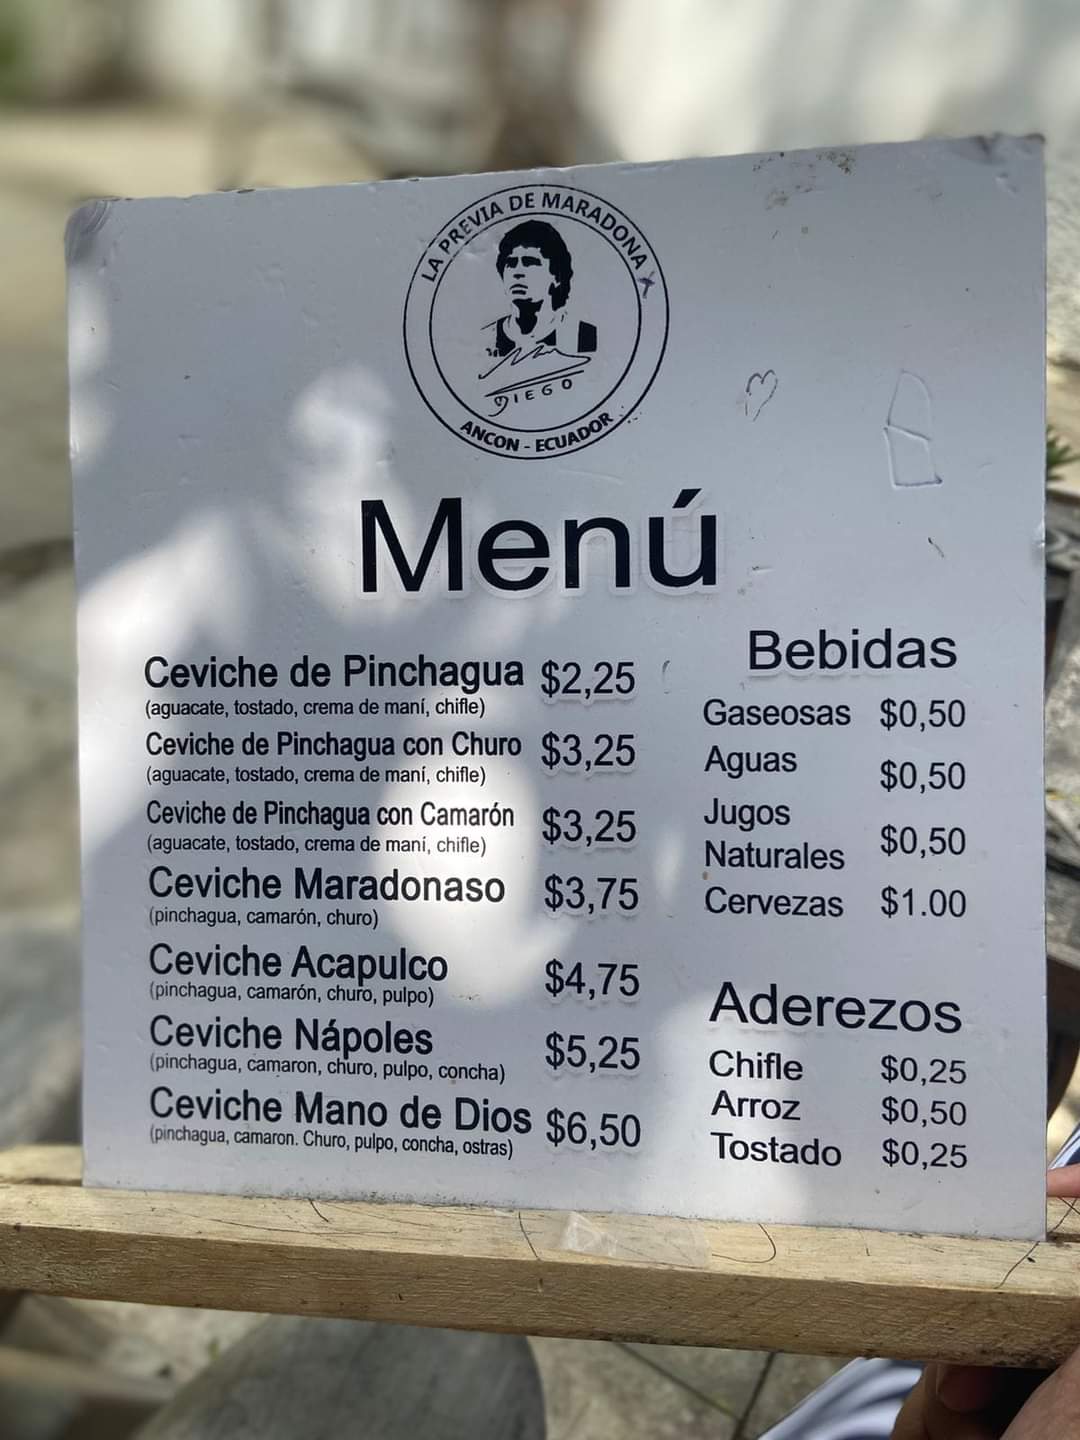 LA PREVIA DE MARADONA
DIEGO
ANCON - ECUADOR
Menú
Ceviche de Pinchagua $2,25
(aguacate, tostado, crema de maní, chifle)
Ceviche de Pinchagua con Churo $3,25
(aguacate, tostado, crema de maní, chifle)
Ceviche de Pinchagua con Camarón $3,25
(aguacate, tostado, crema de maní, chifle)
Ceviche Maradonaso $3,75
(pinchagua, camarón, churo)
Ceviche Acapulco $4,75
(pinchagua, camarón, churo, pulpo)
Ceviche Nápoles $5,25
(pinchagua, camaron, churo, pulpo, concha)
Ceviche Mano de Dios $6,50
(pinchagua, camaron. Churo, pulpo, concha, ostras)
Bebidas
Gaseosas $0,50
Aguas $0,50
Jugos
Naturales $0,50
Cervezas $1.00
Aderezos
Chifle $0,25
Arroz $0,50
Tostado $0,25